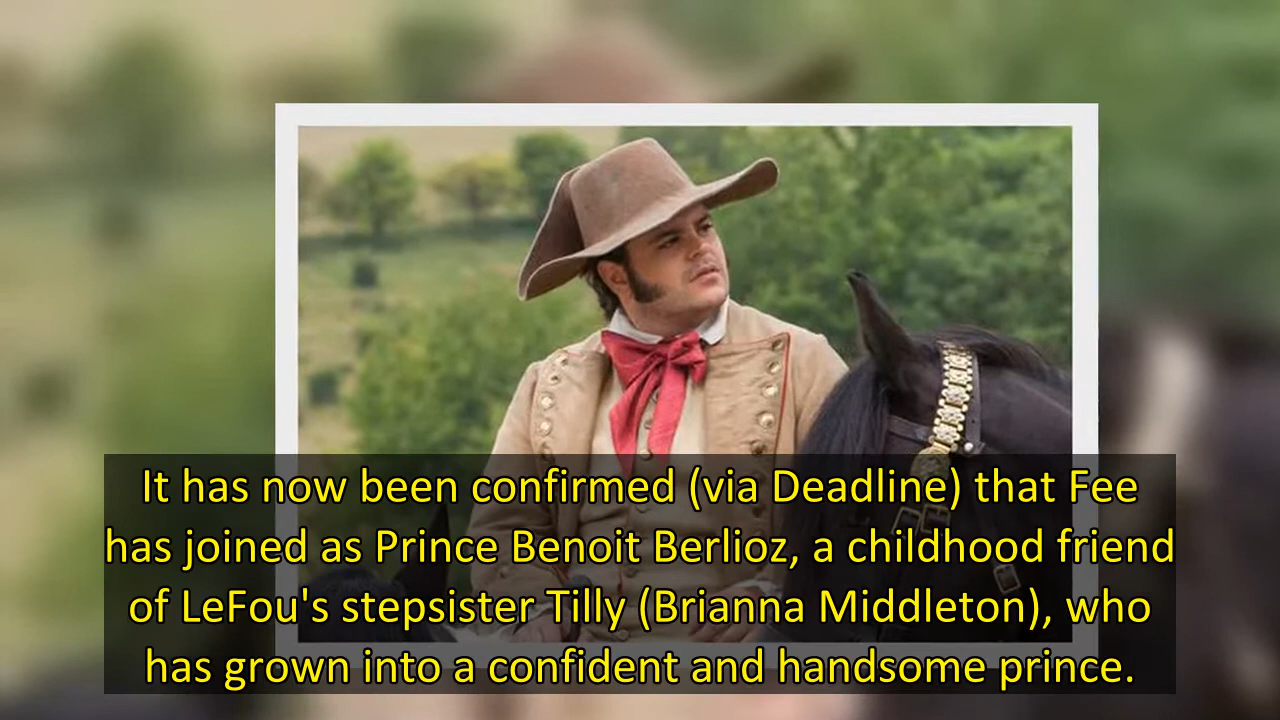 It has now been confirmed (via Deadline) that Fee
has joined as Prince Benoit Berlioz, a childhood friend
of LeFou's stepsister Tilly (Brianna Middleton), who
has grown into a confident and handsome prince.